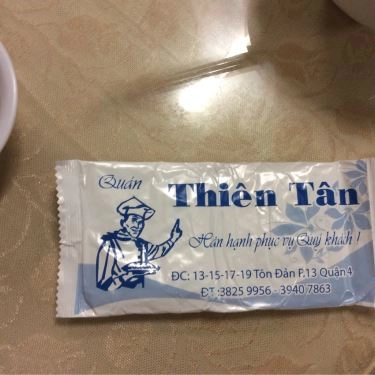 Quán
Thiên Tân
Hân hạnh phục vụ Quý khách !
ĐC: 13-15-17-19 Tôn Đản P.13 Quận 4
ĐT :3825 9956 - 3940 7863